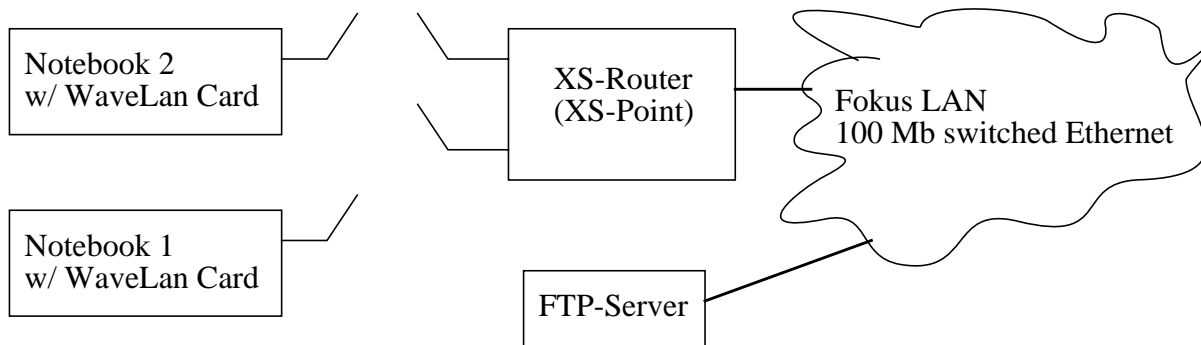 Notebook 2
w/ WaveLan Card
XS-Router
(XS-Point)
Fokus LAN
100 Mb switched Ethernet
Notebook 1
w/ WaveLan Card
FTP-Server